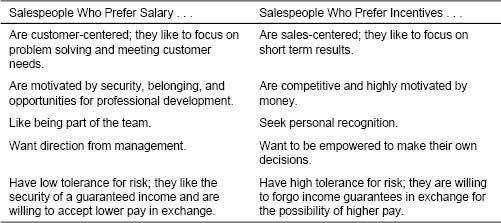 Salespeople Who Prefer Salary . . .
Salespeople Who Prefer Incentives . . .
Are customer-centered; they like to focus on
problem solving and meeting customer
needs.
Are sales-centered; they like to focus on
short term results.
Are motivated by security, belonging, and
opportunities for professional development.
Are competitive and highly motivated by
money.
Like being part of the team.
Seek personal recognition.
Want direction from management.
Want to be empowered to make their own
decisions.
Have low tolerance for risk; they like the
security of a guaranteed income and are
willing to accept lower pay in exchange.
Have high tolerance for risk; they are willing
to forgo income guarantees in exchange for
the possibility of higher pay.